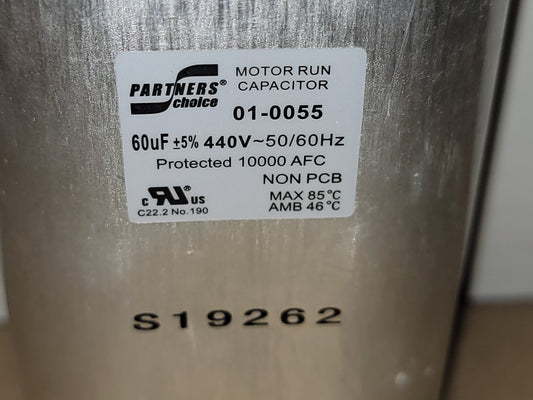 PARTNERS®
choice
MOTOR RUN
CAPACITOR
01-0055
60uF ±5% 440V~50/60Hz
Protected 10000 AFC
NON PCB
MAX 85℃
AMB 46℃
c RU US
C22.2 No.190
S19262